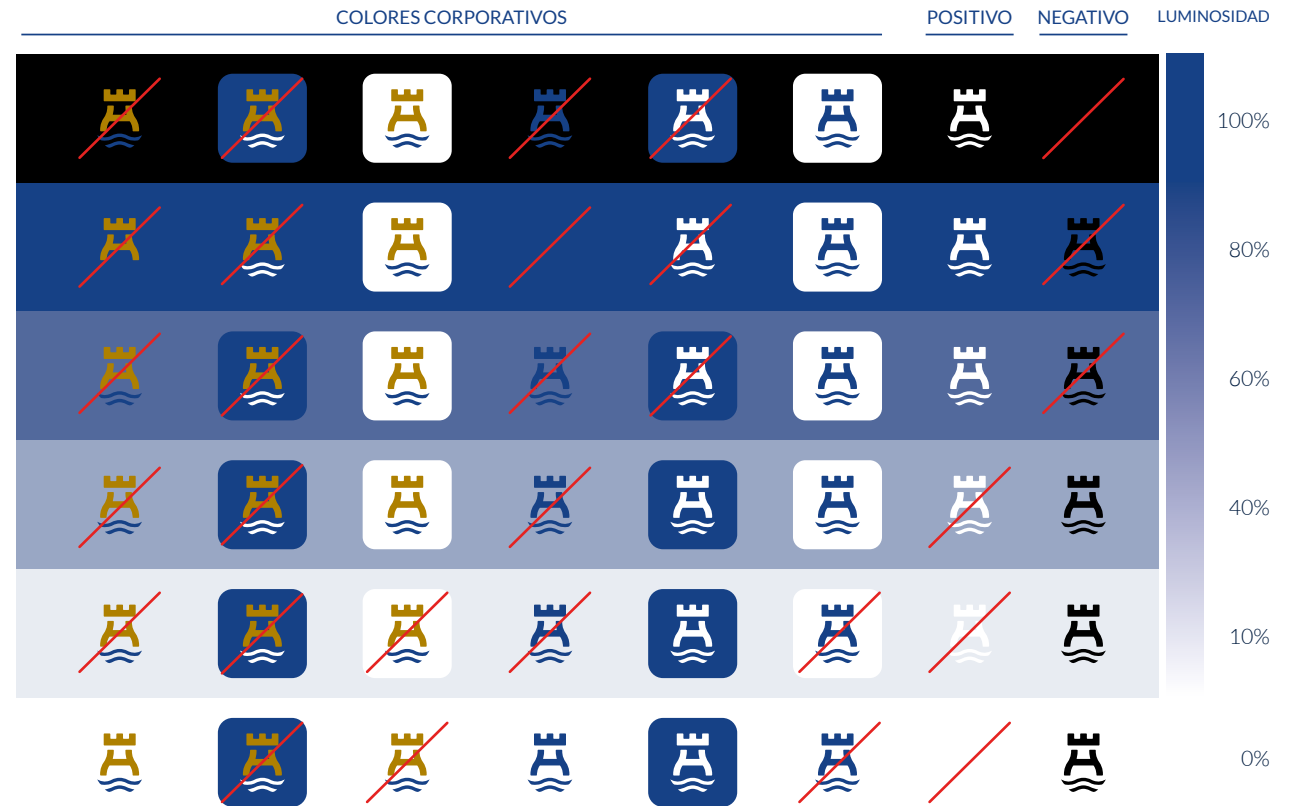 COLORES CORPORATIVOS
POSITIVO
NEGATIVO
LUMINOSIDAD
100%
80%
60%
40%
10%
0%